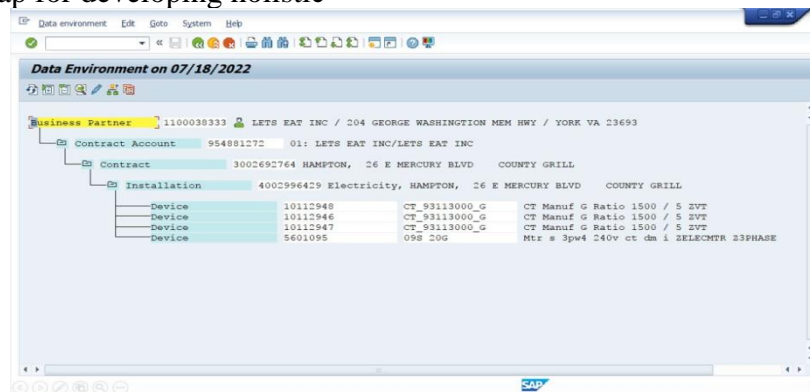 ap for developing holistic
Data environment Edt Goto System Help
Data Environment on 07/18/2022
Business Partner 1100038333 LETS EAT INC / 204 GEORGE WASHINGTION MEM HWY / YORK VA 23693
Contract Account 954881272 01: LETS EAT INC/LETS EAT INC
Contract 3002692764 HAMPTON, 26 E MERCURY BLVD COUNTY GRILL
Installation 4002996429 Electricity, HAMPTON, 26 E MERCURY BLVD COUNTY GRILL
Device 10112948 CT_93113000_G CT Manuf G Ratio 1500 / 5 ZVT
Device 10112946 CT_93113000_G CT Manuf G Ratio 1500 / 5 ZVT
Device 10112947 CT_93113000_G CT Manuf G Ratio 1500 / 5 ZVT
Device 5601095 09S 20G Mtr s 3pw4 240v ct dm i ZELECMTR Z3PHASE
SAP